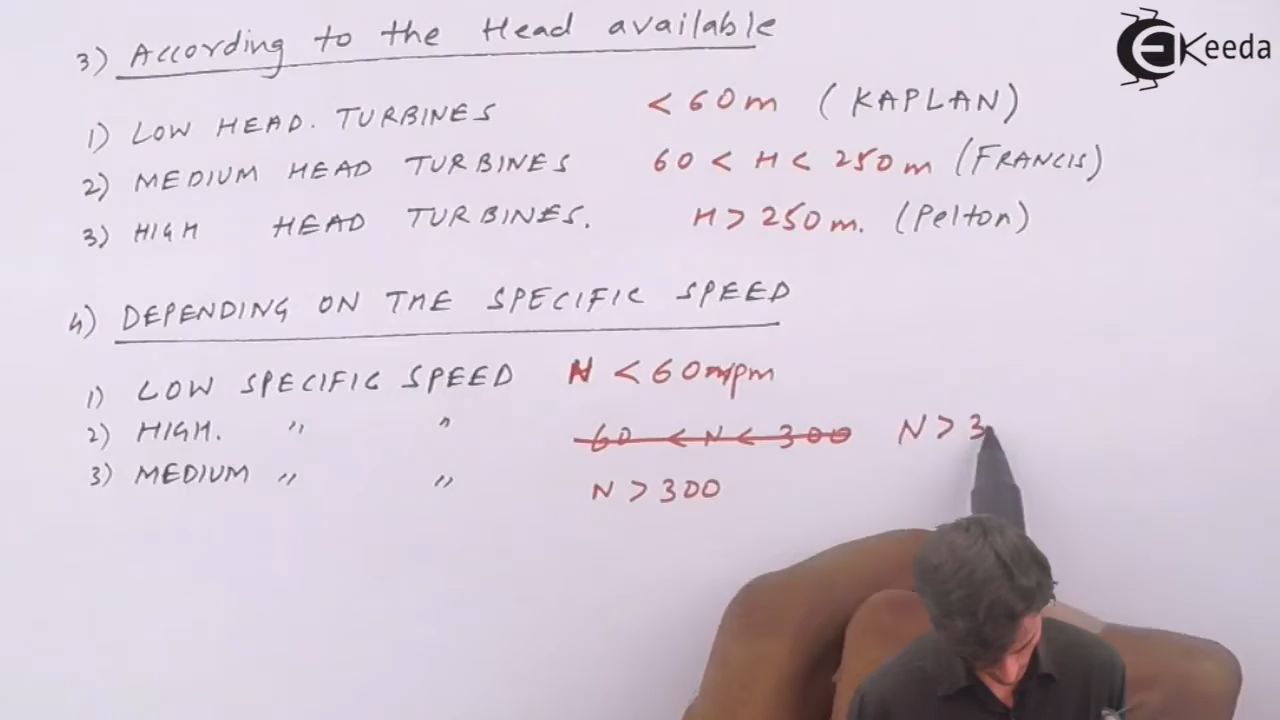 Keeda
3) According to the Head available
1) LOW HEAD. TURBINES < 60m (KAPLAN)
2) MEDIUM HEAD TURBINES 60 < H < 250m (FRANCIS)
3) HIGH HEAD TURBINES. H > 250m. (Pelton)
4) DEPENDING ON THE SPECIFIC SPEED
1) LOW SPECIFIC SPEED N < 60 rpm
2) HIGH. " " 60 < N < 300 N > 3
3) MEDIUM " " N > 300